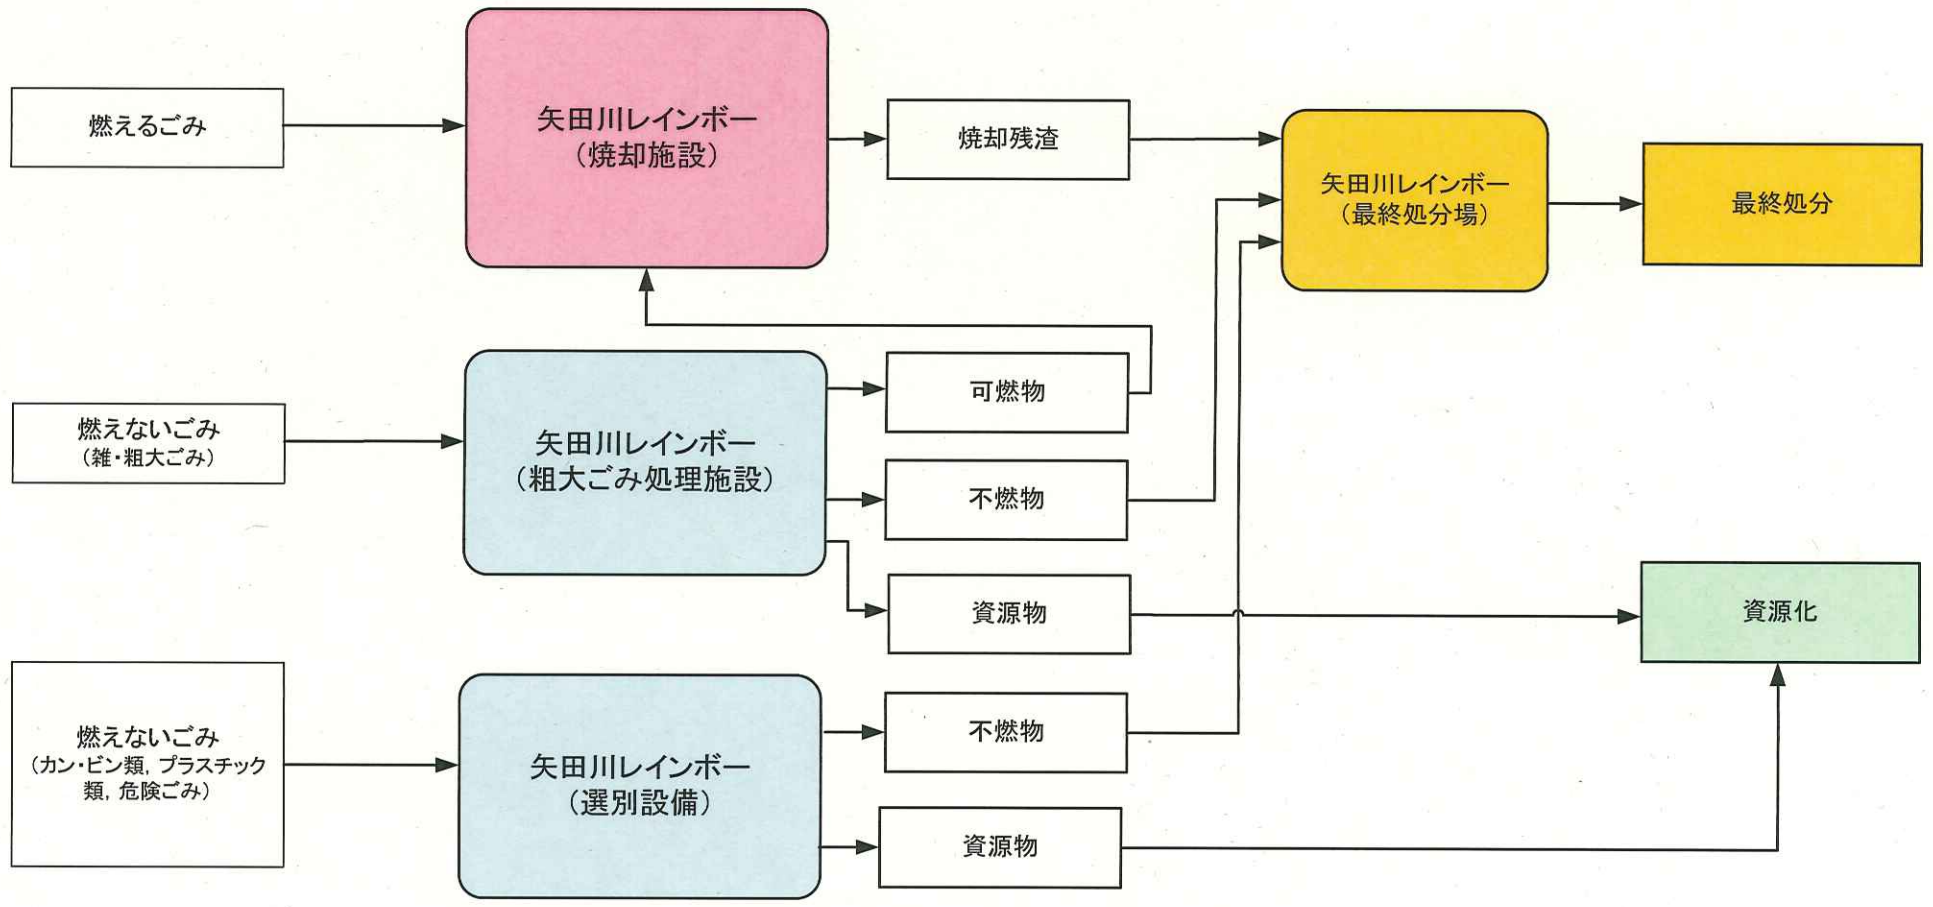 燃えるごみ
矢田川レインボー
（焼却施設）
焼却残渣
矢田川レインボー
（最終処分場）
最終処分
燃えないごみ
（雑・粗大ごみ）
矢田川レインボー
（粗大ごみ処理施設）
可燃物
不燃物
資源物
資源化
燃えないごみ
（カン・ビン類，プラスチック
類，危険ごみ）
矢田川レインボー
（選別設備）
不燃物
資源物